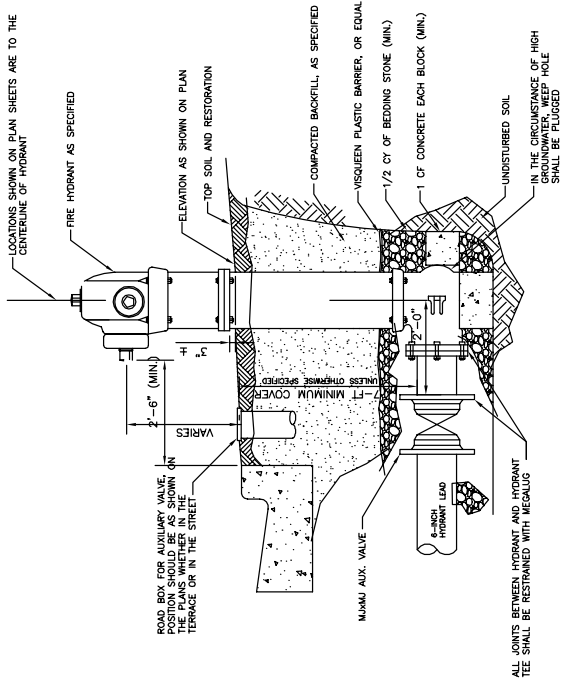 LOCATIONS SHOWN ON PLAN SHEETS ARE TO THE
CENTERLINE OF HYDRANT
FIRE HYDRANT AS SPECIFIED
ELEVATION AS SHOWN ON PLAN
TOP SOIL AND RESTORATION
COMPACTED BACKFILL, AS SPECIFIED
VISQUEEN PLASTIC BARRIER, OR EQUAL
1/2 CY OF BEDDING STONE (MIN.)
1 CF CONCRETE EACH BLOCK (MIN.)
UNDISTURBED SOIL
IN THE CIRCUMSTANCE OF HIGH
GROUNDWATER, WEEP HOLE
SHALL BE PLUGGED
2'-6" (MIN.)
VARIES
3" ±
7-FT MINIMUM COVER
UNLESS OTHERWISE SPECIFIED
2'-0"
ROAD BOX FOR AUXILIARY VALVE,
POSITION SHOULD BE AS SHOWN ON
THE PLANS WHETHER IN THE
TERRACE OR IN THE STREET
MJxMJ AUX. VALVE
6-INCH
HYDRANT LEAD
ALL JOINTS BETWEEN HYDRANT AND HYDRANT
TEE SHALL BE RESTRAINED WITH MEGALUG